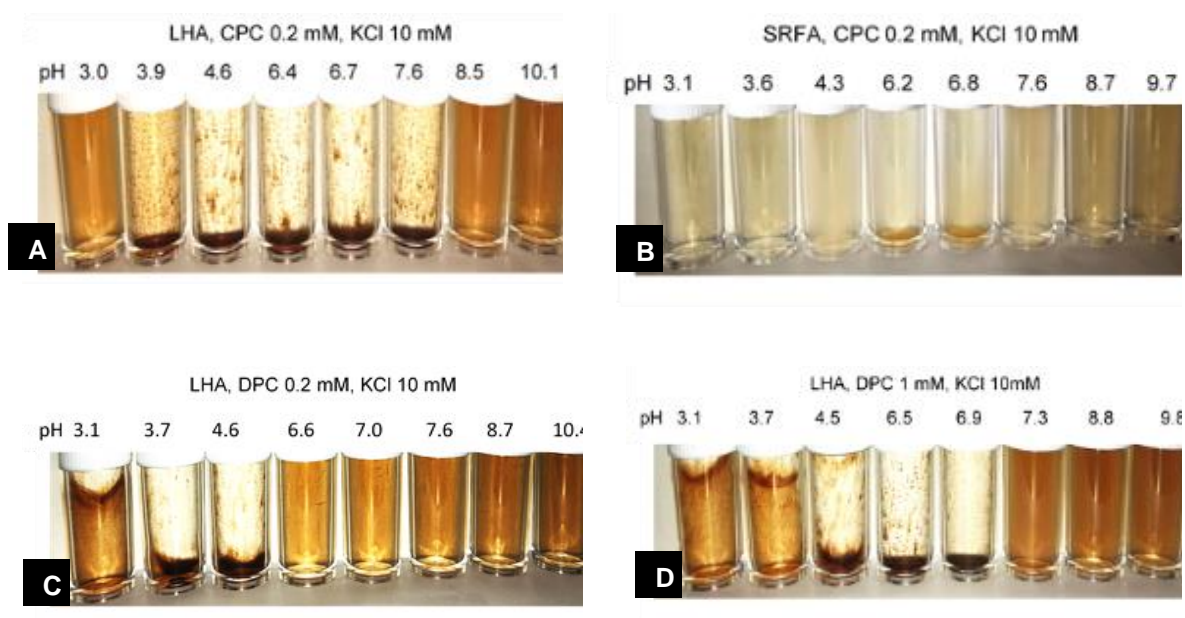 LHA, CPC 0.2 mM, KCl 10 mM
pH 3.0 3.9 4.6 6.4 6.7 7.6 8.5 10.1
A
SRFA, CPC 0.2 mM, KCl 10 mM
pH 3.1 3.6 4.3 6.2 6.8 7.6 8.7 9.7
B
LHA, DPC 0.2 mM, KCl 10 mM
pH 3.1 3.7 4.6 6.6 7.0 7.6 8.7 10.4
C
LHA, DPC 1 mM, KCl 10mM
pH 3.1 3.7 4.5 6.5 6.9 7.3 8.8 9.8
D